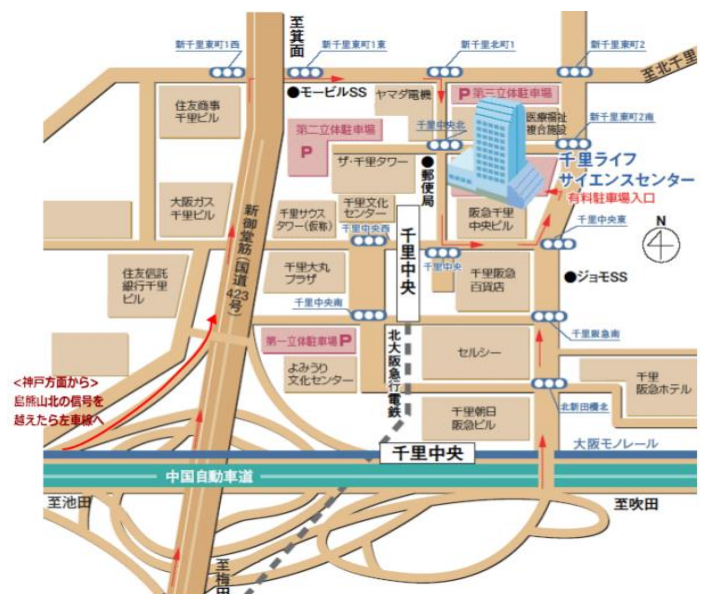 至箕面
新千里東町1西
新千里東町1東
新千里北町1
新千里東町2
至北千里
●モービルSS
ヤマダ電機
P第三立体駐車場
住友商事
千里ビル
第二立体駐車場
P
千里中央北
医療福祉
複合施設
新千里東町2南
ザ・千里タワー
●郵便局
千里ライフ
サイエンスセンター
有料駐車場入口
大阪ガス
千里ビル
千里文化
センター
千里サウス
タワー(仮称)
阪急千里
中央ビル
千里中央東
N
新御堂筋(国道423号)
千里中央西
千里中央
千里中央
住友信託
銀行千里
ビル
千里大丸
プラザ
千里阪急
百貨店
●ジョモSS
千里中央南
千里阪急南
第一立体駐車場P
北大阪急行電鉄
セルシー
よみうり
文化センター
千里
阪急ホテル
<神戸方面から>
島熊山北の信号を
越えたら左車線へ
北新田橋北
千里朝日
阪急ビル
大阪モノレール
千里中央
中国自動車道
至池田
至吹田
至梅田